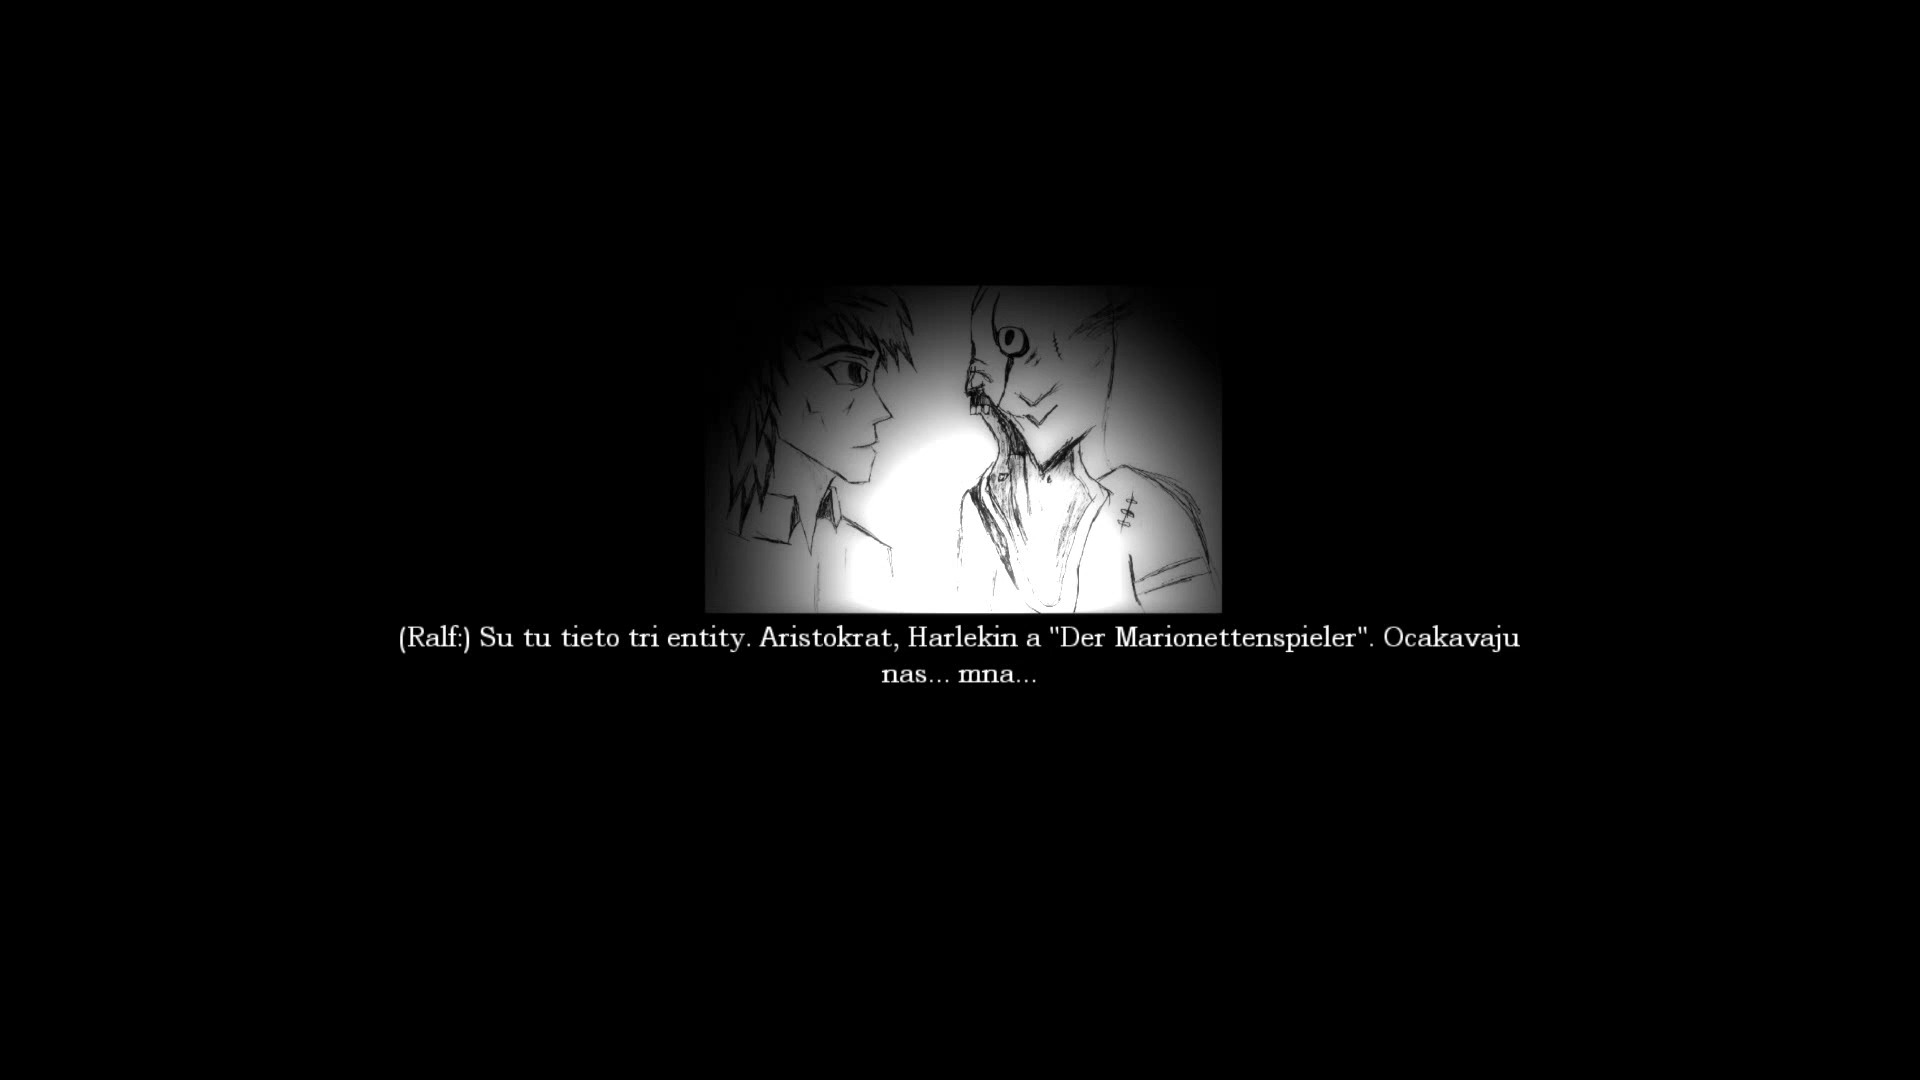 (Ralf:) Su tu tieto tri entity. Aristokrat, Harlekin a "Der Marionettenspieler". Ocakavaju
nas... mna...